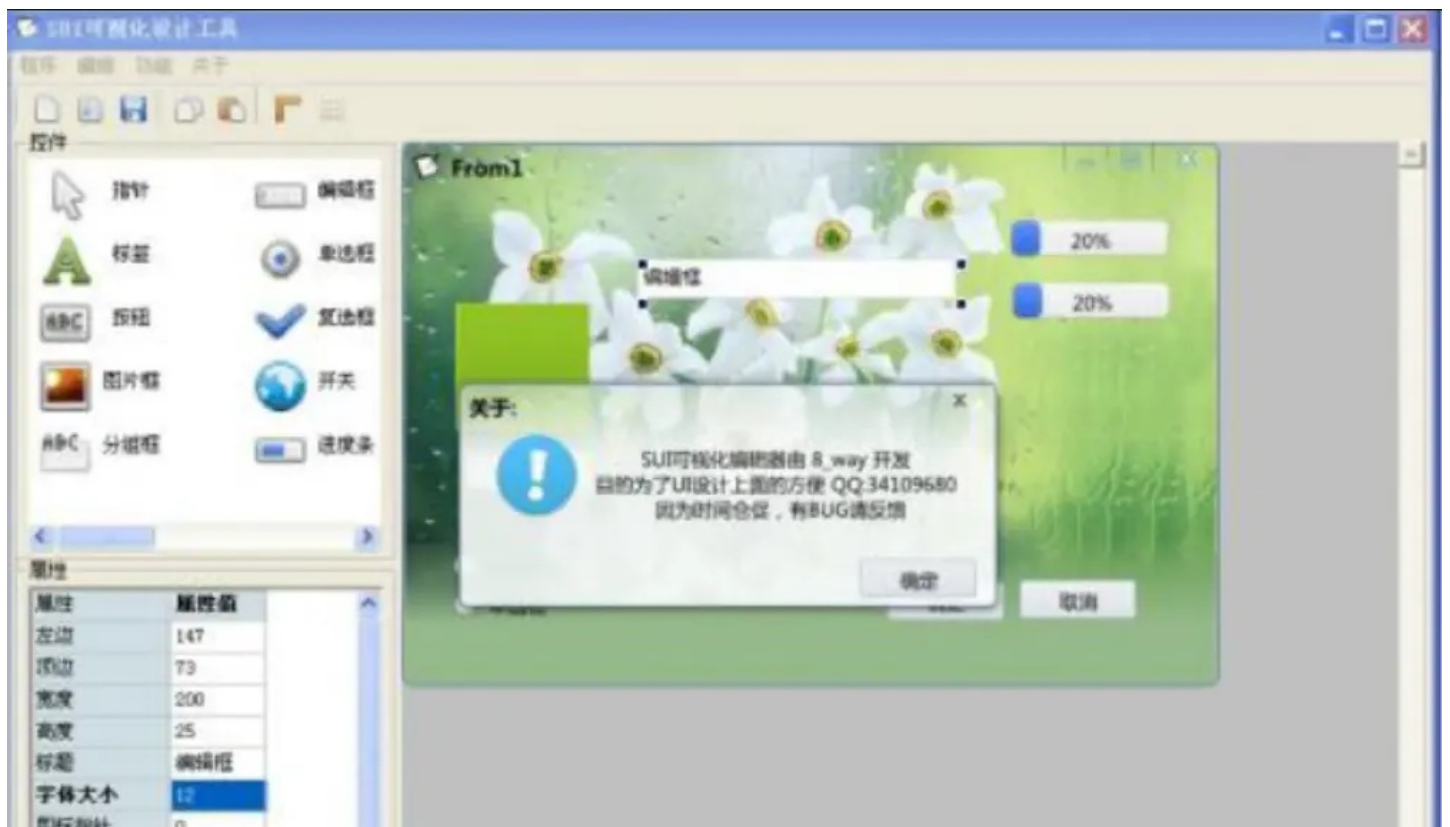 SUI可视化设计工具
程序 编辑 功能 关于
控件
指针 编辑框
标签 单选框
按钮 复选框
图片框 开关
分组框 进度条
From1
20%
编辑框
20%
关于:
SUI可视化编辑器由 8_way 开发
目的为了UI设计上面的方便 QQ:34109680
因为时间仓促，有BUG请反馈
确定
取消
属性
属性 属性值
左边 147
顶边 73
宽度 200
高度 25
标题 编辑框
字体大小 12